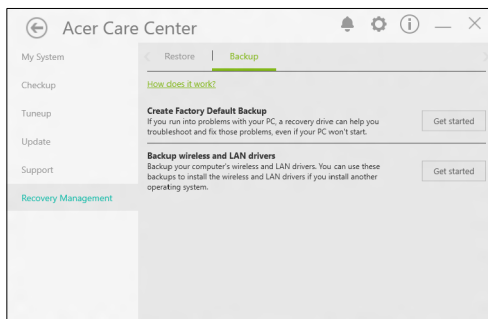 Acer Care Center
My System
Checkup
Tuneup
Update
Support
Recovery Management
Restore
Backup
How does it work?
Create Factory Default Backup
If you run into problems with your PC, a recovery drive can help you
troubleshoot and fix those problems, even if your PC won't start.
Get started
Backup wireless and LAN drivers
Backup your computer's wireless and LAN drivers. You can use these
backups to install the wireless and LAN drivers if you install another
operating system.
Get started